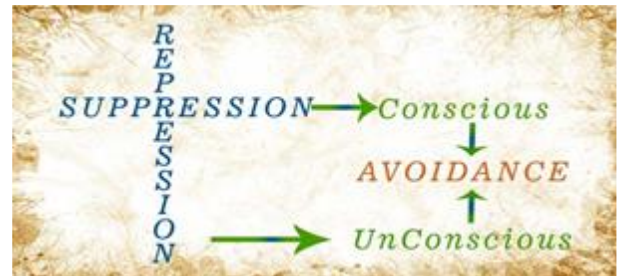 REPRESSION
SUPPRESSION
Conscious
AVOIDANCE
UnConscious